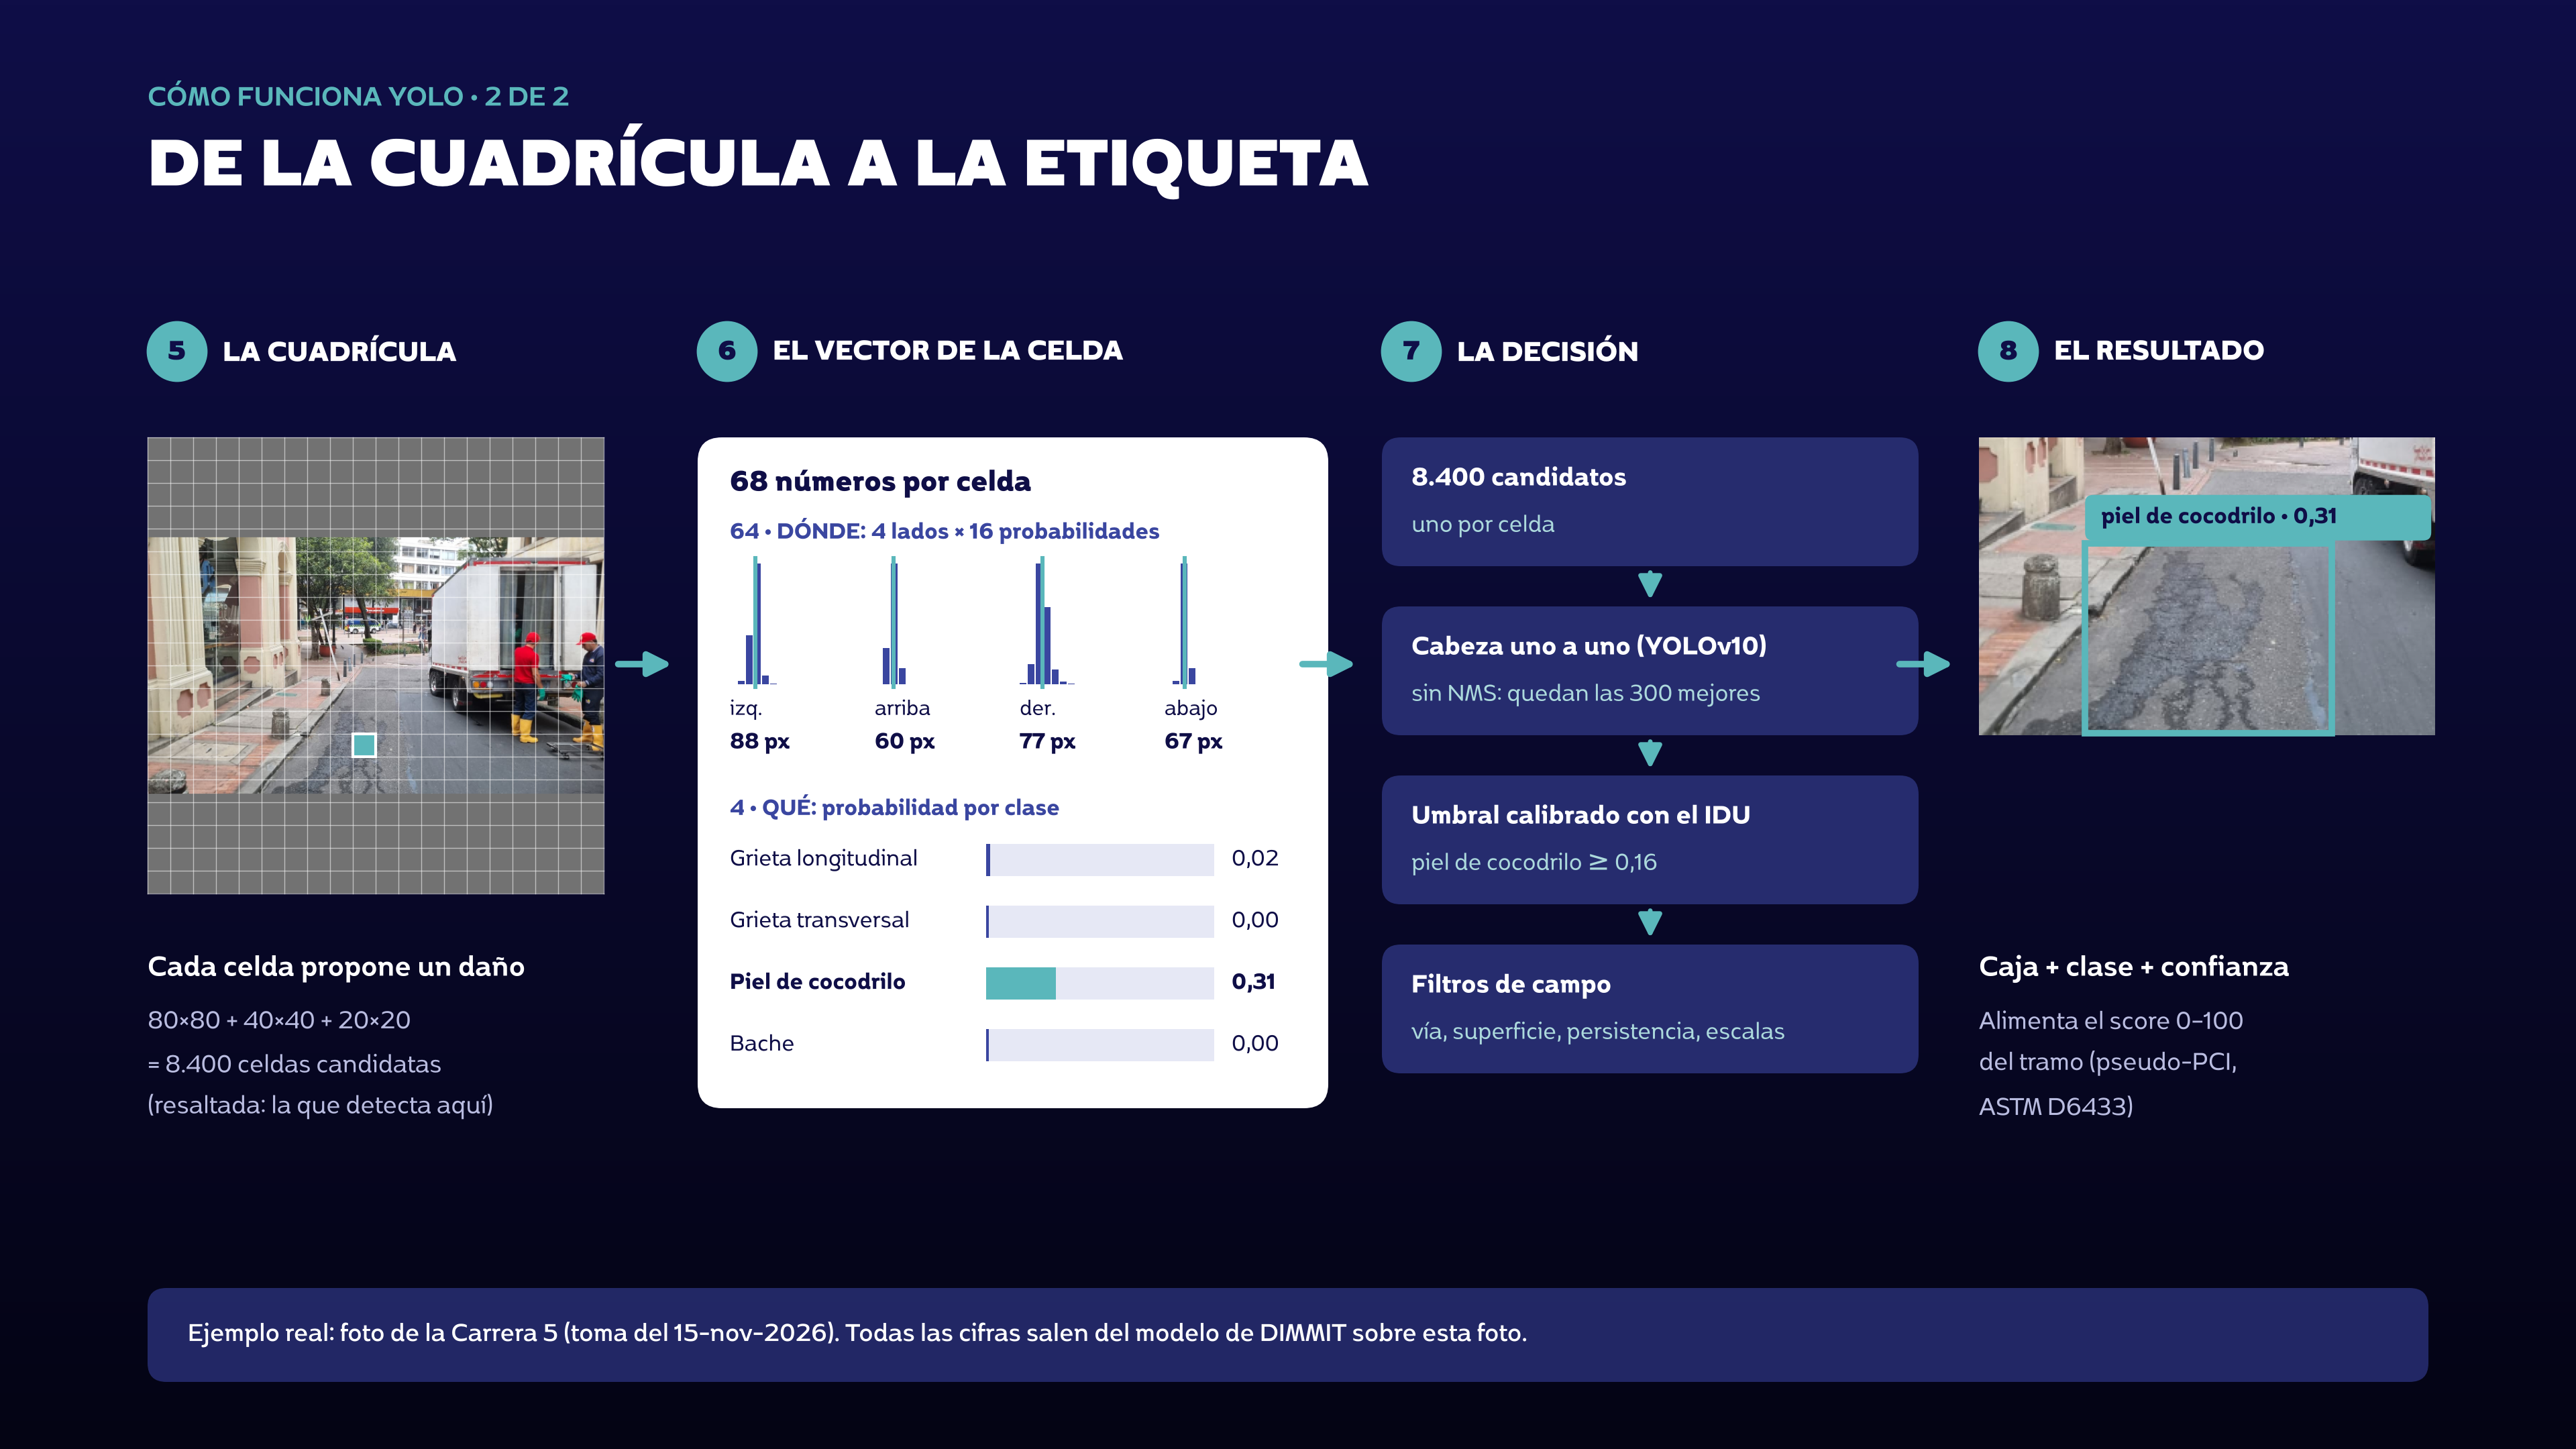 CÓMO FUNCIONA YOLO • 2 DE 2
DE LA CUADRÍCULA A LA ETIQUETA
5 LA CUADRÍCULA
Cada celda propone un daño
80×80 + 40×40 + 20×20
= 8.400 celdas candidatas
(resaltada: la que detecta aquí)
6 EL VECTOR DE LA CELDA
68 números por celda
64 • DÓNDE: 4 lados × 16 probabilidades
izq. arriba der. abajo
88 px 60 px 77 px 67 px
4 • QUÉ: probabilidad por clase
Grieta longitudinal 0,02
Grieta transversal 0,00
Piel de cocodrilo 0,31
Bache 0,00
7 LA DECISIÓN
8.400 candidatos
uno por celda
Cabeza uno a uno (YOLOv10)
sin NMS: quedan las 300 mejores
Umbral calibrado con el IDU
piel de cocodrilo ≥ 0,16
Filtros de campo
vía, superficie, persistencia, escalas
8 EL RESULTADO
piel de cocodrilo • 0,31
Caja + clase + confianza
Alimenta el score 0–100
del tramo (pseudo-PCI,
ASTM D6433)
Ejemplo real: foto de la Carrera 5 (toma del 15-nov-2026). Todas las cifras salen del modelo de DIMMIT sobre esta foto.